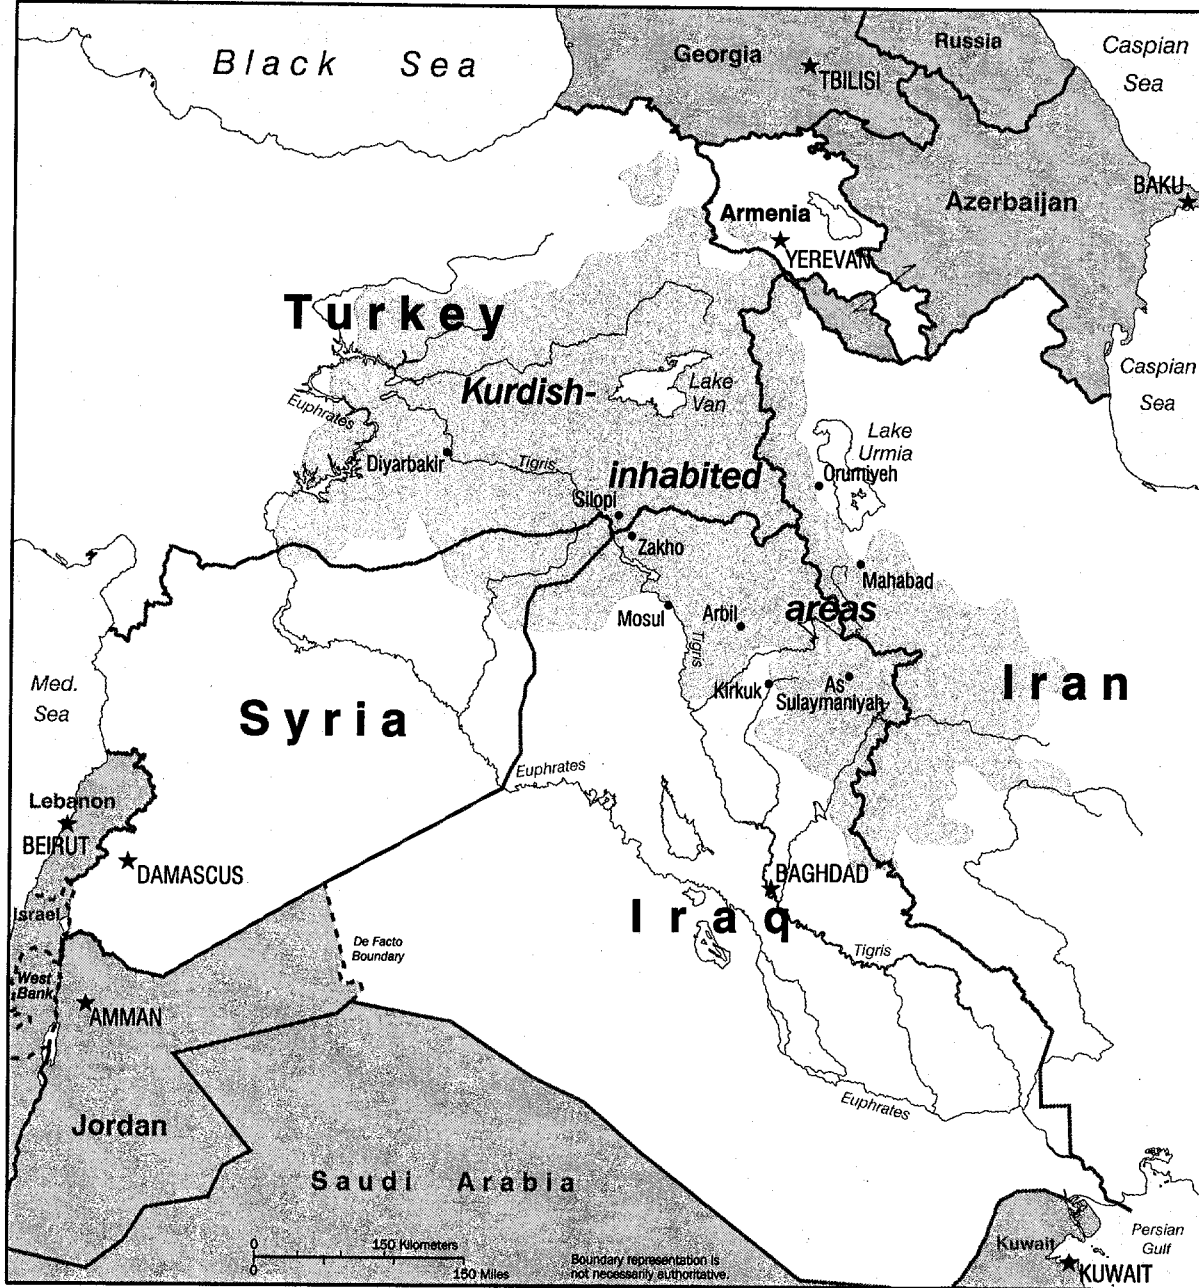 Black Sea
Georgia
Russia
Caspian
Sea
TBILISI
BAKU
Azerbaijan
Armenia
YEREVAN
Turkey
Kurdish-
Lake
Van
Caspian
Sea
Euphrates
Lake
Urmia
Diyarbakir
Tigris
inhabited
Orumiyeh
Silopi
Zakho
Mahabad
Mosul
Arbil
areas
Tigris
Med.
Sea
Kirkuk
As
Sulaymaniyah
Iran
Syria
Euphrates
Lebanon
BEIRUT
DAMASCUS
BAGHDAD
Israel
Iraq
De Facto
Boundary
Tigris
West
Bank
AMMAN
Euphrates
Jordan
Saudi Arabia
Persian
Gulf
Kuwait
KUWAIT
0
150 Kilometers
0
150 Miles
Boundary representation is
not necessarily authoritative.